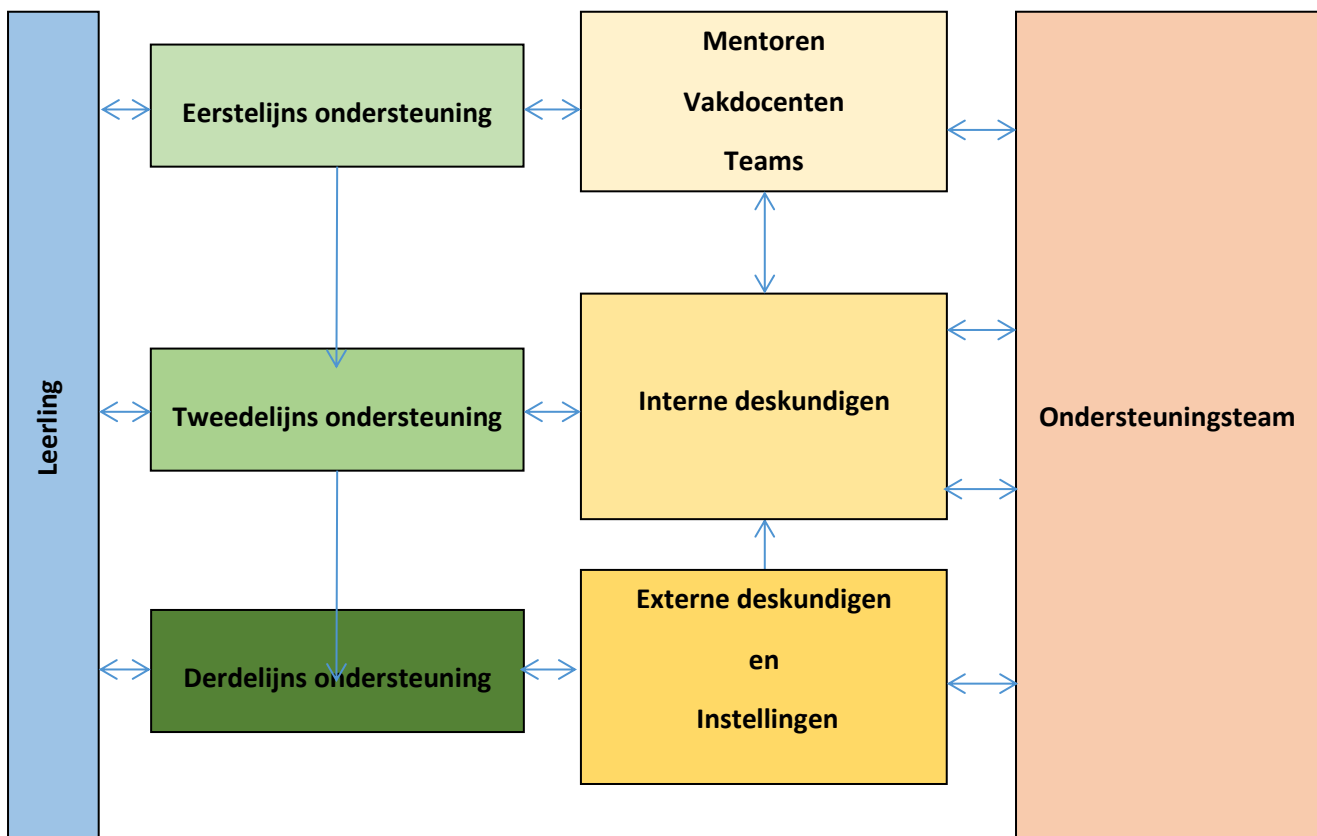 Leerling
Eerstelijns ondersteuning
Mentoren
Vakdocenten
Teams
Tweedelijns ondersteuning
Interne deskundigen
Ondersteuningsteam
Derdelijns ondersteuning
Externe deskundigen
en
Instellingen